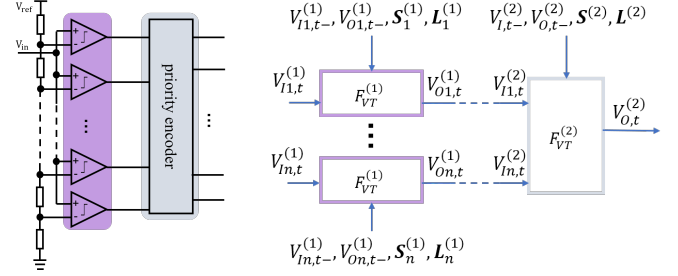 V_ref
V_in
+
-
+
-
...
+
-
+
-
priority encoder
...
V_{I1,t-}^{(1)}, V_{O1,t-}^{(1)}, S_1^{(1)}, L_1^{(1)}
V_{I1,t}^{(1)}
F_{VT}^{(1)}
V_{O1,t}^{(1)}
...
V_{In,t}^{(1)}
F_{VT}^{(1)}
V_{On,t}^{(1)}
V_{In,t-}^{(1)}, V_{On,t-}^{(1)}, S_n^{(1)}, L_n^{(1)}
V_{I,t-}^{(2)}, V_{O,t-}^{(2)}, S^{(2)}, L^{(2)}
V_{I1,t}^{(2)}
V_{In,t}^{(2)}
F_{VT}^{(2)}
V_{O,t}^{(2)}